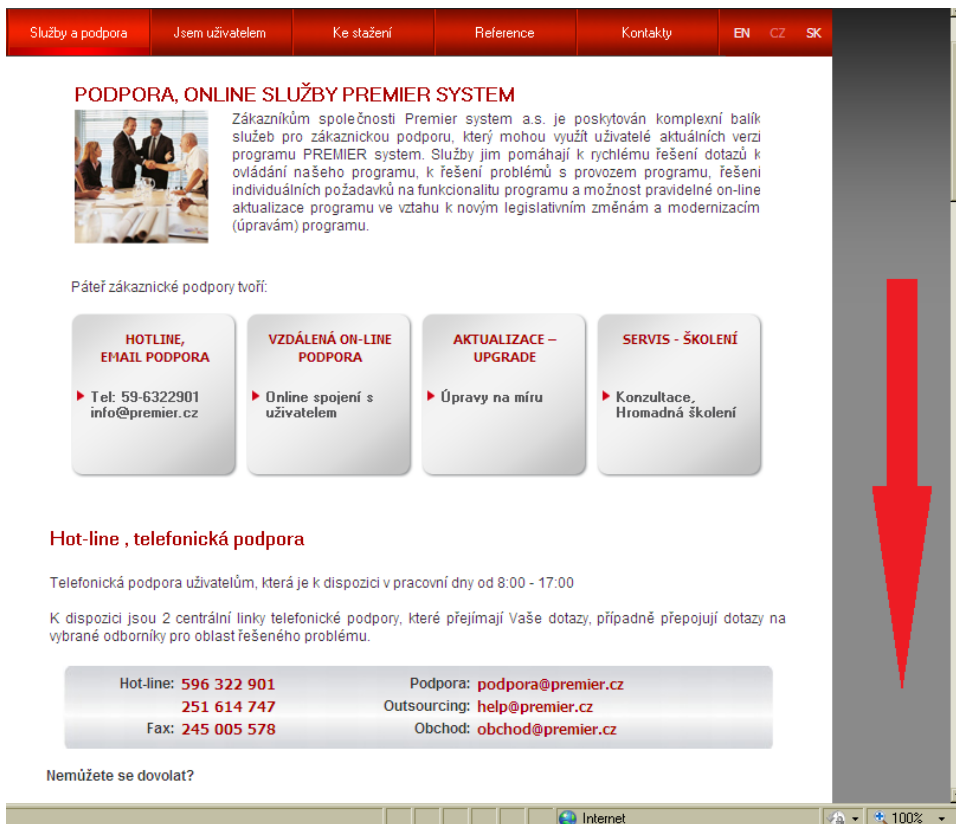 Služby a podpora Jsem uživatelem Ke stažení Reference Kontakty EN CZ SK
PODPORA, ONLINE SLUŽBY PREMIER SYSTEM
Zákazníkům společnosti Premier system a.s. je poskytován komplexní balík
služeb pro zákaznickou podporu, který mohou využít uživatelé aktuálních verzí
programu PREMIER system. Služby jim pomáhají k rychlému řešení dotazů k
ovládání našeho programu, k řešení problémů s provozem programu, řešení
individuálních požadavků na funkcionalitu programu a možnost pravidelné on-line
aktualizace programu ve vztahu k novým legislativním změnám a modernizacím
(úpravám) programu.
Páteř zákaznické podpory tvoří:
HOTLINE,
EMAIL PODPORA
Tel: 59-6322901
info@premier.cz
VZDÁLENÁ ON-LINE
PODPORA
Online spojení s
uživatelem
AKTUALIZACE –
UPGRADE
Úpravy na míru
SERVIS - ŠKOLENÍ
Konzultace,
Hromadná školení
Hot-line , telefonická podpora
Telefonická podpora uživatelům, která je k dispozici v pracovní dny od 8:00 - 17:00
K dispozici jsou 2 centrální linky telefonické podpory, které přejímají Vaše dotazy, případně přepojují dotazy na
vybrané odborníky pro oblast řešeného problému.
Hot-line: 596 322 901 Podpora: podpora@premier.cz
251 614 747 Outsourcing: help@premier.cz
Fax: 245 005 578 Obchod: obchod@premier.cz
Nemůžete se dovolat?
Internet 100%